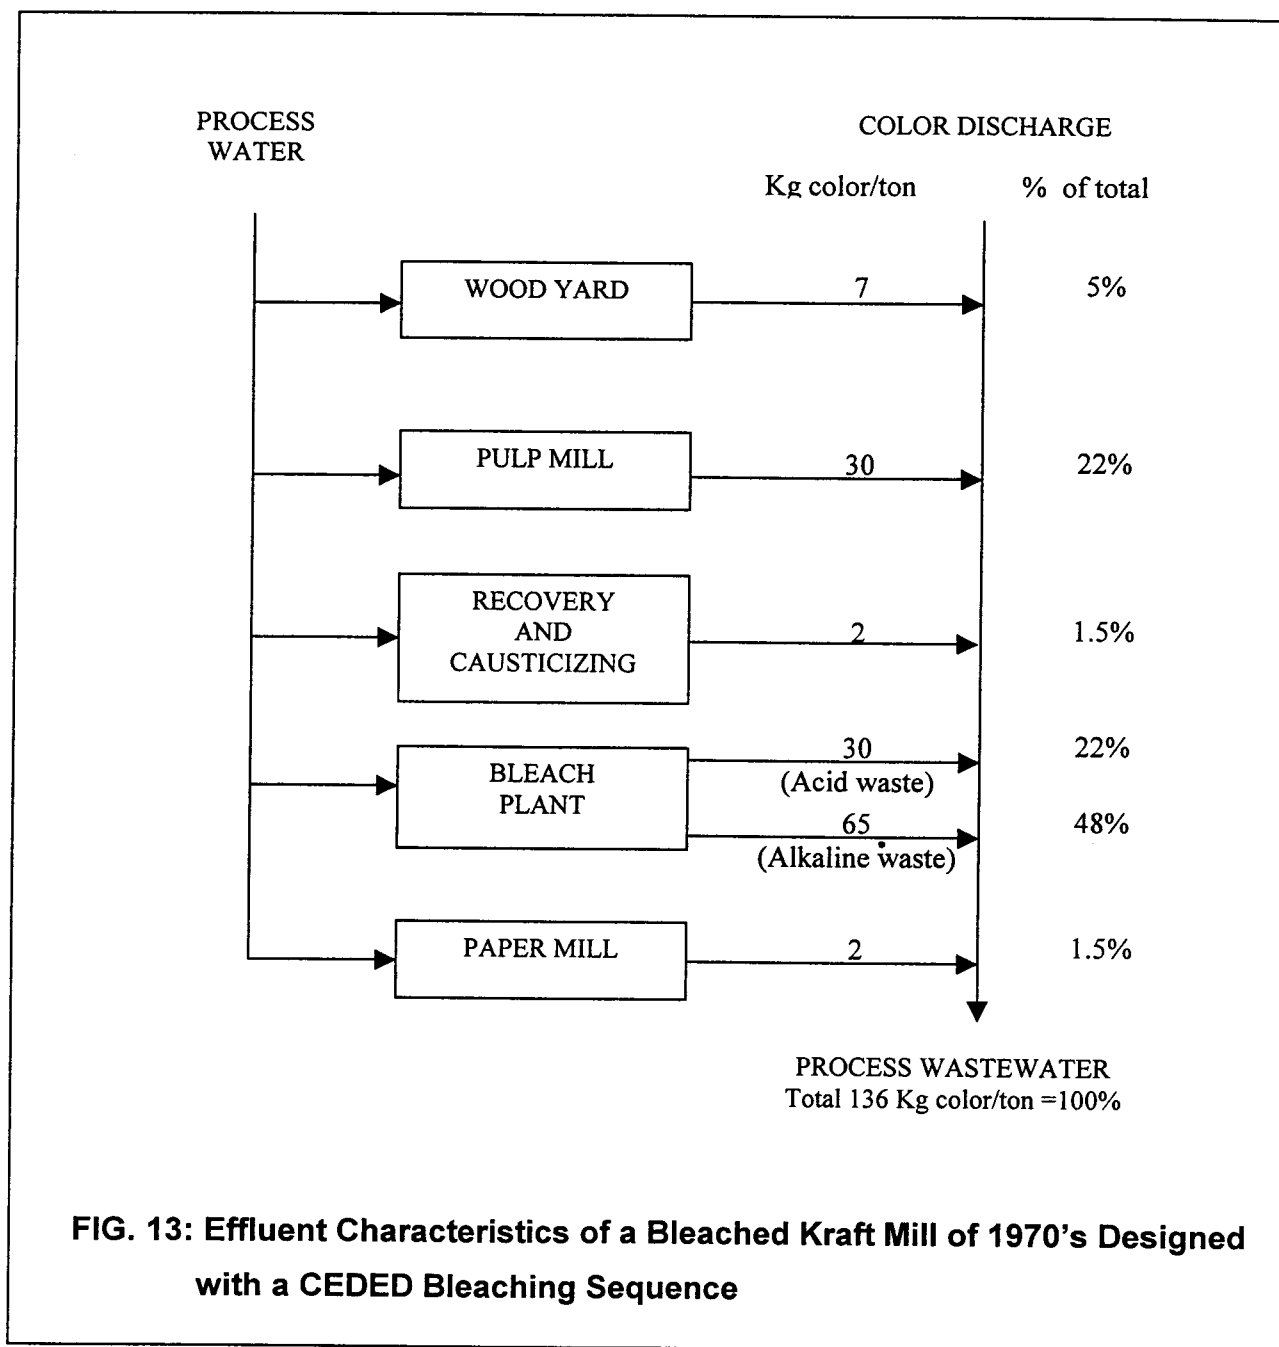 PROCESS
WATER
COLOR DISCHARGE
Kg color/ton
% of total
WOOD YARD
7
5%
PULP MILL
30
22%
RECOVERY
AND
CAUSTICIZING
2
1.5%
BLEACH
PLANT
30
(Acid waste)
22%
65
(Alkaline waste)
48%
PAPER MILL
2
1.5%
PROCESS WASTEWATER
Total 136 Kg color/ton =100%
FIG. 13: Effluent Characteristics of a Bleached Kraft Mill of 1970's Designed
with a CEDED Bleaching Sequence